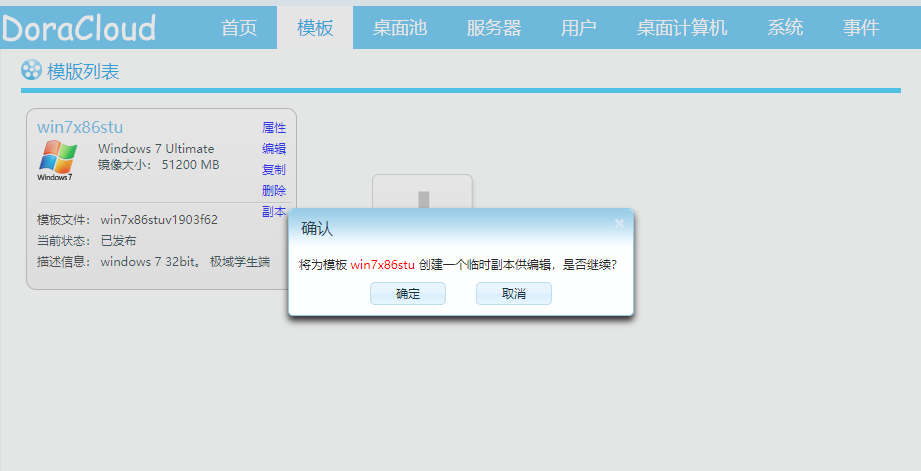 DoraCloud 首页 模板 桌面池 服务器 用户 桌面计算机 系统 事件
模版列表
win7x86stu
属性
Windows 7 Ultimate
编辑
镜像大小： 51200 MB
复制
Windows7
删除
副本
模板文件： win7x86stuv1903f62
当前状态： 已发布
描述信息： windows 7 32bit。 极域学生端
确认
将为模板 win7x86stu 创建一个临时副本供编辑，是否继续?
确定 取消